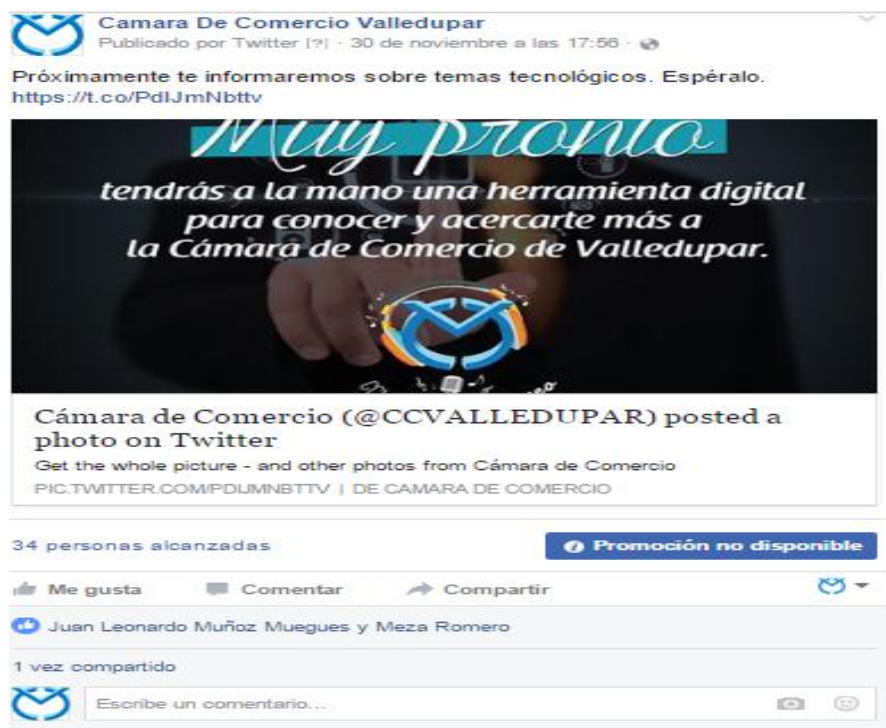 Camara De Comercio Valledupar
Publicado por Twitter [?] · 30 de noviembre a las 17:56 ·
Próximamente te informaremos sobre temas tecnológicos. Espéralo.
https://t.co/PdIJmNbttv
Muy pronto
tendrás a la mano una herramienta digital
para conocer y acercarte más a
la Cámara de Comercio de Valledupar.
Cámara de Comercio (@CCVALLEDUPAR) posted a
photo on Twitter
Get the whole picture - and other photos from Cámara de Comercio
PIC.TWITTER.COM/PDIJMNBTTV | DE CAMARA DE COMERCIO
34 personas alcanzadas
Promoción no disponible
Me gusta Comentar Compartir
Juan Leonardo Muñoz Muegues y Meza Romero
1 vez compartido
Escribe un comentario...